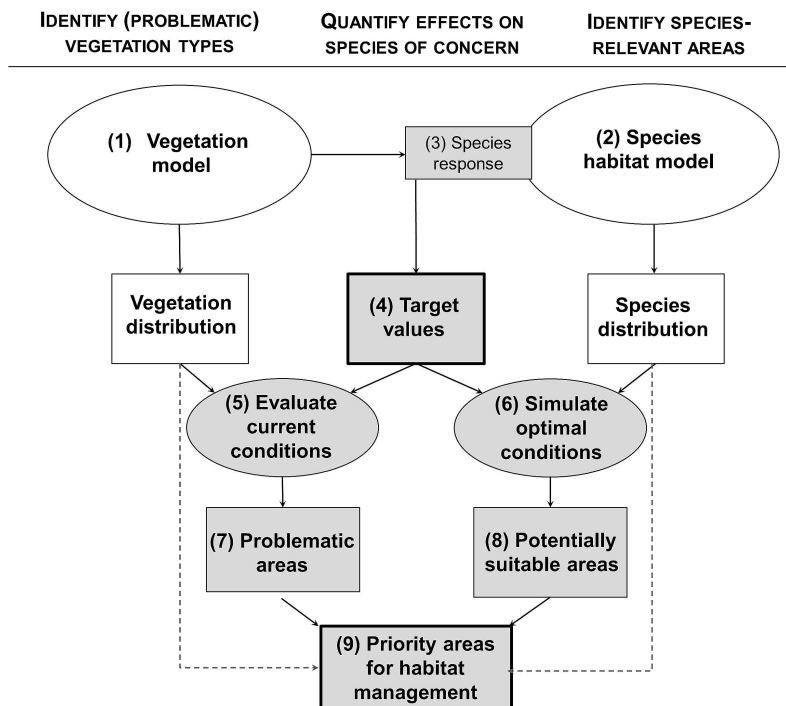 IDENTIFY (PROBLEMATIC)
VEGETATION TYPES
QUANTIFY EFFECTS ON
SPECIES OF CONCERN
IDENTIFY SPECIES-
RELEVANT AREAS
(1) Vegetation
model
(3) Species
response
(2) Species
habitat model
Vegetation
distribution
(4) Target
values
Species
distribution
(5) Evaluate
current
conditions
(6) Simulate
optimal
conditions
(7) Problematic
areas
(8) Potentially
suitable areas
(9) Priority areas
for habitat
management